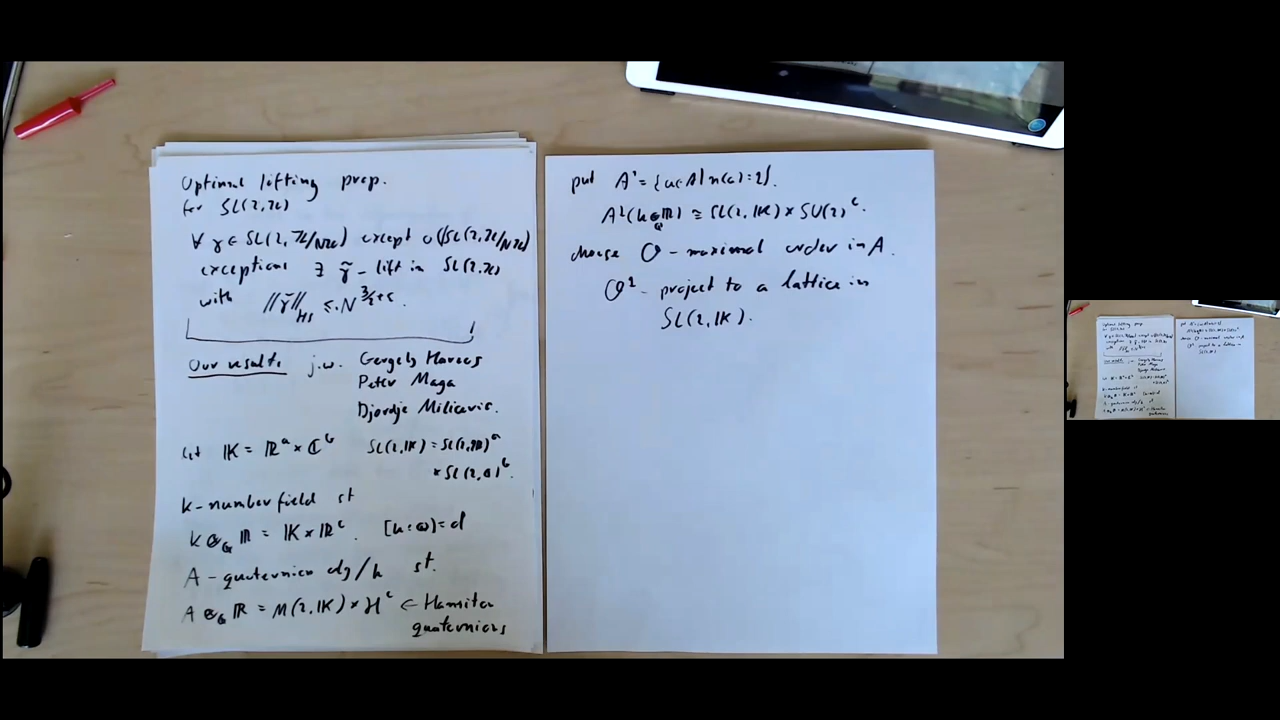 Optimal lifting prop.
for SL(2,ℤ)
∀ γ ∈ SL(2, ℤ/Nℤ) except o(|SL(2,ℤ/Nℤ)|)
exceptions ∃ γ̃ - lift in SL(2,ℤ)
with ||γ̃||_HS ≤ N^{3/2+ε}.
Our results j.w. Gergely Harcos
Peter Maga
Djordje Milicevic.
let 𝕂 = ℝ^a × ℂ^b SL(2,𝕂) = SL(2,ℝ)^a
× SL(2,ℂ)^b.
k - number field st
k ⊗_ℚ ℝ = 𝕂 × ℝ^c. [k:ℚ] = d
A - quaternion alg/k st.
A ⊗_ℚ ℝ = M(2,𝕂) × ℍ^c ← Hamilton
quaternions
put A¹ = {a ∈ A | n(a) = 1}.
A¹(k ⊗_ℚ ℝ) ≅ SL(2,𝕂) × SU(2)^c.
choose O - maximal order in A.
O¹ - project to a lattice in
SL(2,𝕂).